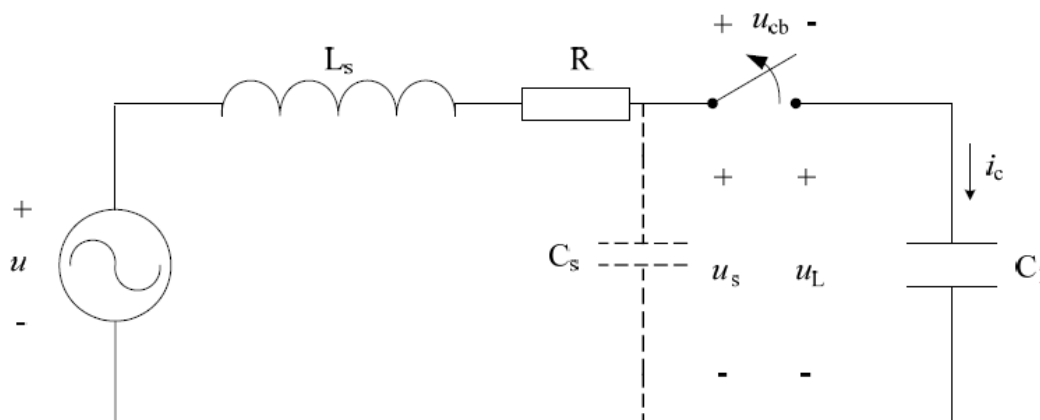 + u_cb -
L_s R
i_c
+ + +
u C_s u_s u_L C
- - -